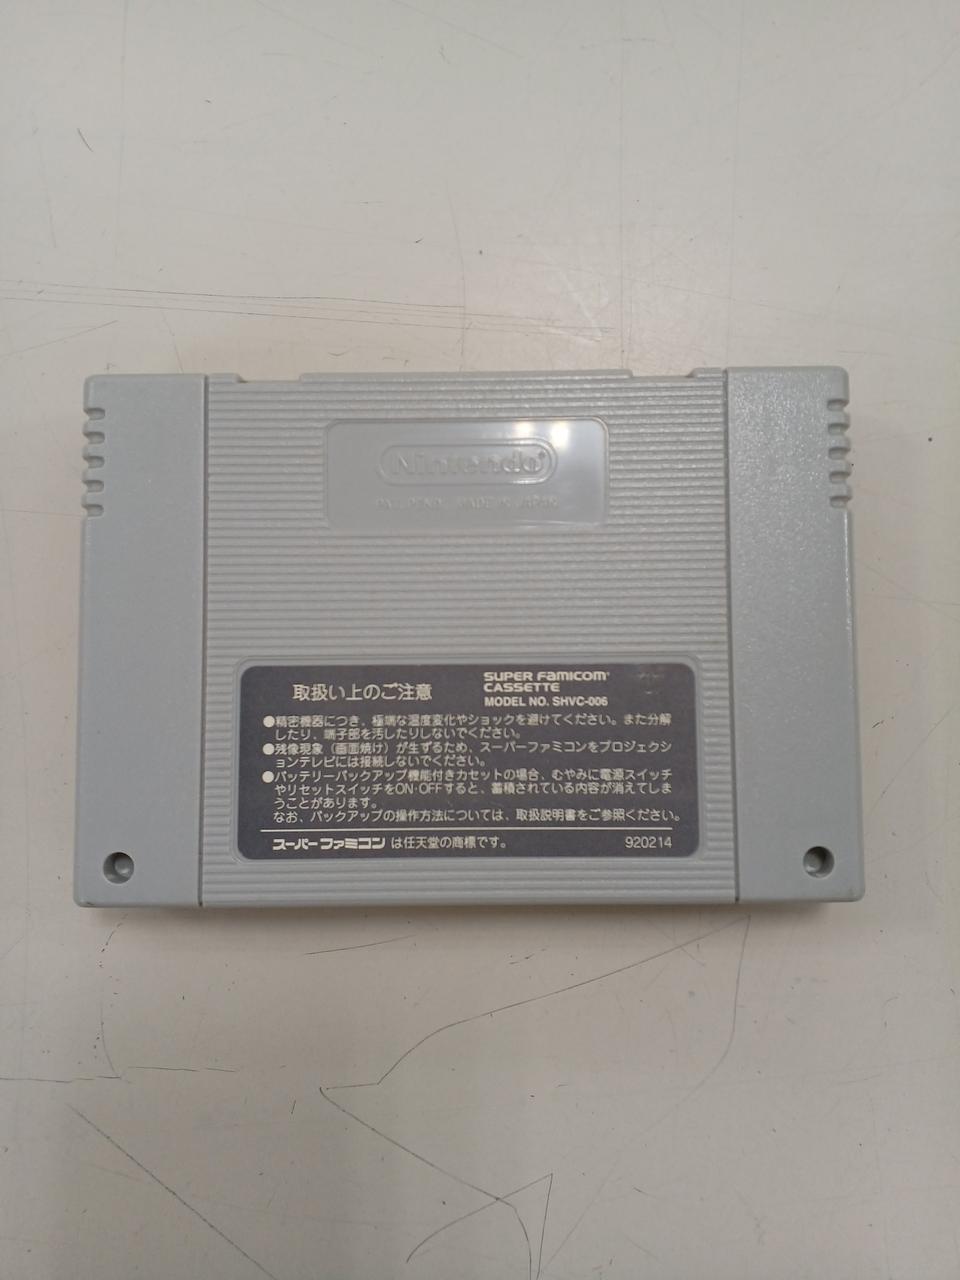 Nintendo
PAT. PEND. MADE IN JAPAN
取扱い上のご注意
SUPER FAMICOM
CASSETTE
MODEL NO. SHVC-006
●精密機器につき、極端な温度変化やショックを避けてください。また分解
したり、端子部を汚したりしないでください。
●残像現象（画面焼け）が生ずるため、スーパーファミコンをプロジェクシ
ョンテレビには接続しないでください。
●バッテリーバックアップ機能付きカセットの場合、むやみに電源スイッチ
やリセットスイッチをON・OFFすると、蓄積されている内容が消えてしま
うことがあります。
なお、バックアップの操作方法については、取扱説明書をご参照ください。
スーパーファミコン は任天堂の商標です。
920214